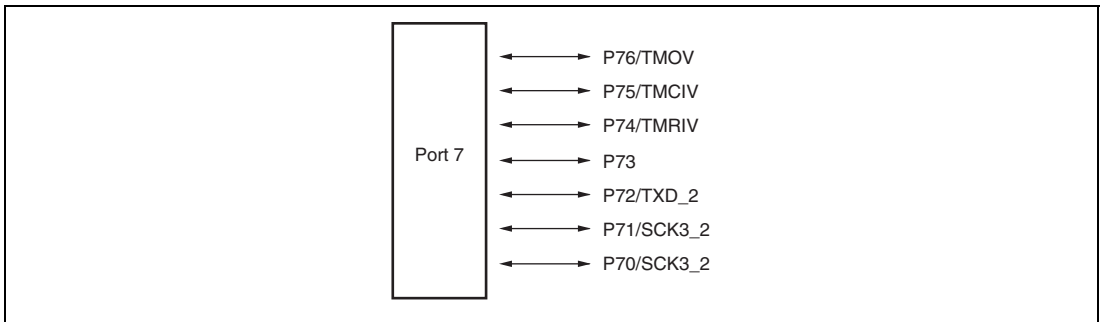 Port 7
P76/TMOV
P75/TMCIV
P74/TMRIV
P73
P72/TXD_2
P71/SCK3_2
P70/SCK3_2